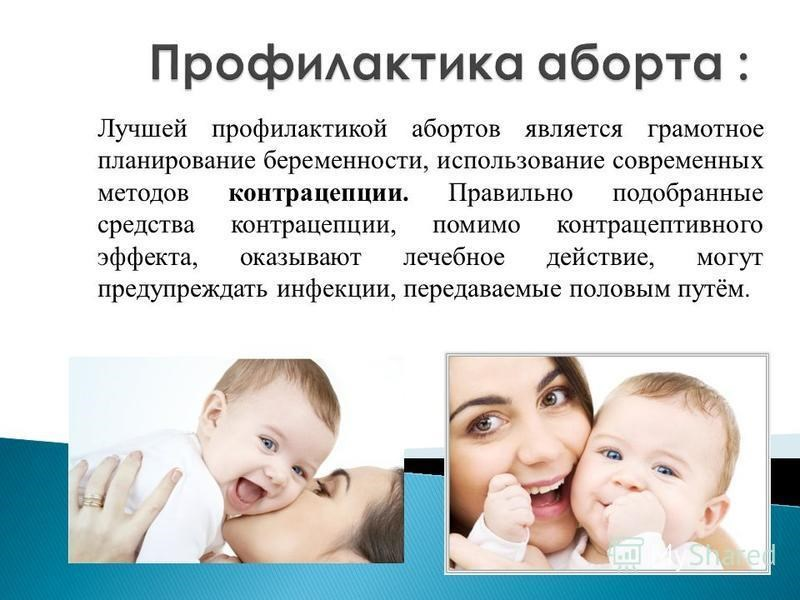 Профилактика аборта :
Лучшей профилактикой абортов является грамотное
планирование беременности, использование современных
методов контрацепции. Правильно подобранные
средства контрацепции, помимо контрацептивного
эффекта, оказывают лечебное действие, могут
предупреждать инфекции, передаваемые половым путём.
MyShared